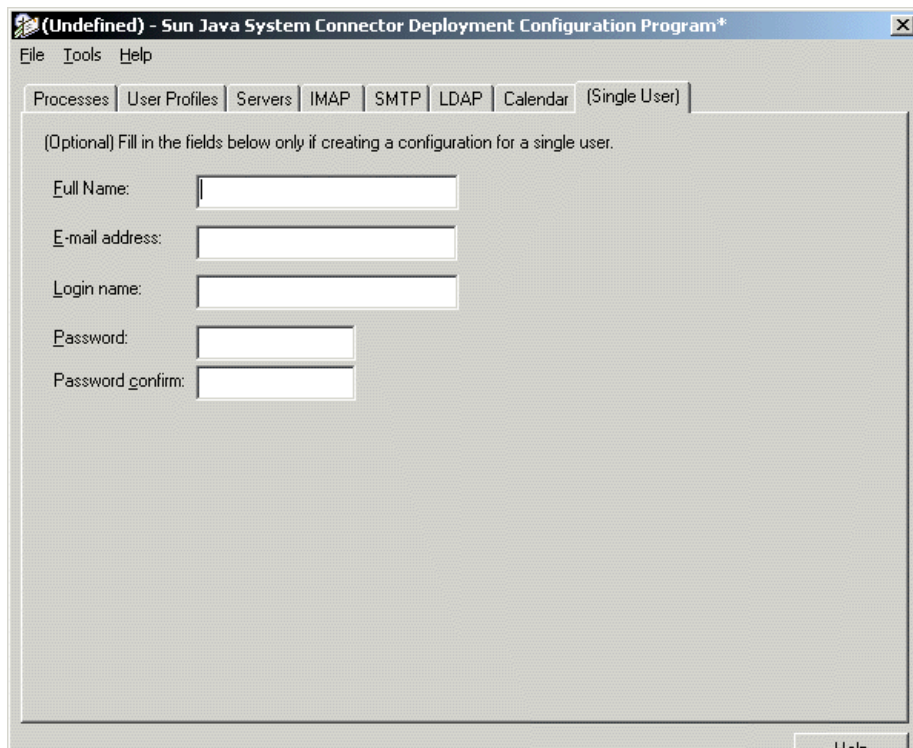 (Undefined) - Sun Java System Connector Deployment Configuration Program*
File Tools Help
Processes User Profiles Servers IMAP SMTP LDAP Calendar (Single User)
(Optional) Fill in the fields below only if creating a configuration for a single user.
Full Name:
E-mail address:
Login name:
Password:
Password confirm:
Help